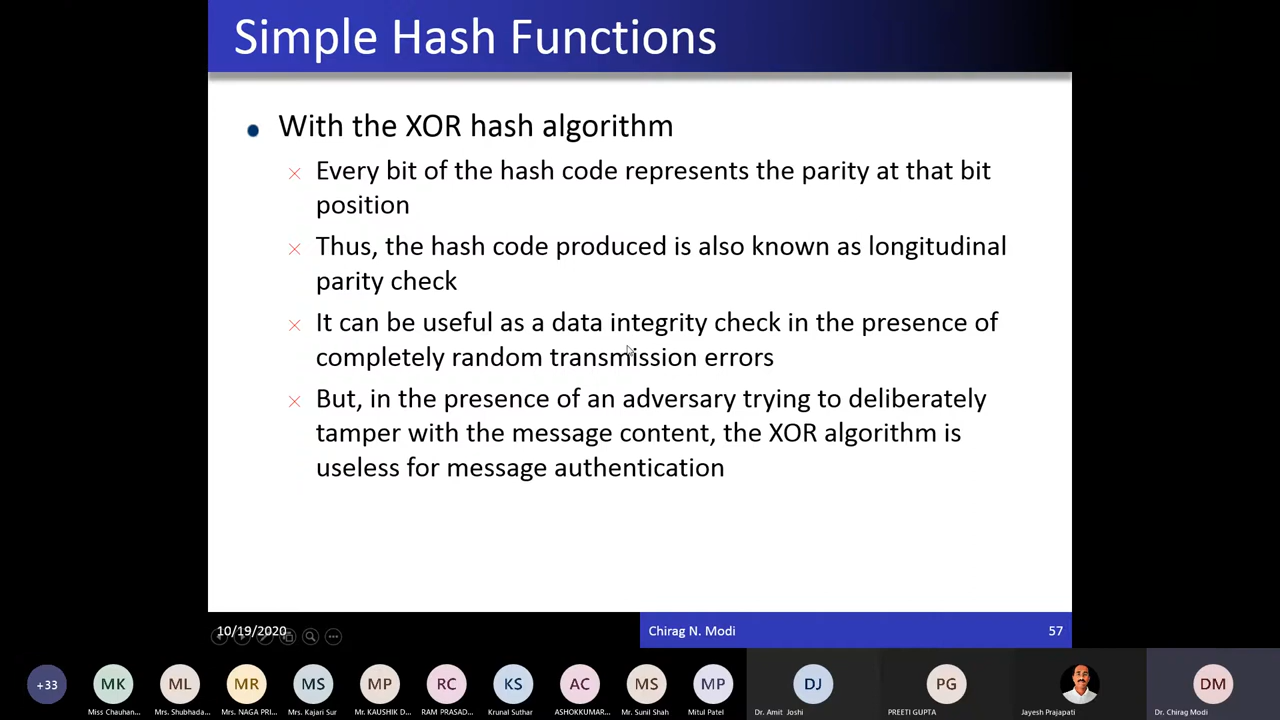 Simple Hash Functions
With the XOR hash algorithm
Every bit of the hash code represents the parity at that bit
position
Thus, the hash code produced is also known as longitudinal
parity check
It can be useful as a data integrity check in the presence of
completely random transmission errors
But, in the presence of an adversary trying to deliberately
tamper with the message content, the XOR algorithm is
useless for message authentication
10/19/2020
Chirag N. Modi
57
+33
MK
ML
MR
MS
MP
RC
KS
AC
MS
MP
DJ
PG
DM
Miss Chauhan...
Mrs. Shubhada...
Mrs. NAGA PRI...
Mrs. Kajari Sur
Mr. KAUSHIK D...
RAM PRASAD...
Krunal Suthar
ASHOKKUMAR...
Mr. Sunil Shah
Mitul Patel
Dr. Amit Joshi
PREETI GUPTA
Jayesh Prajapati
Dr. Chirag Modi